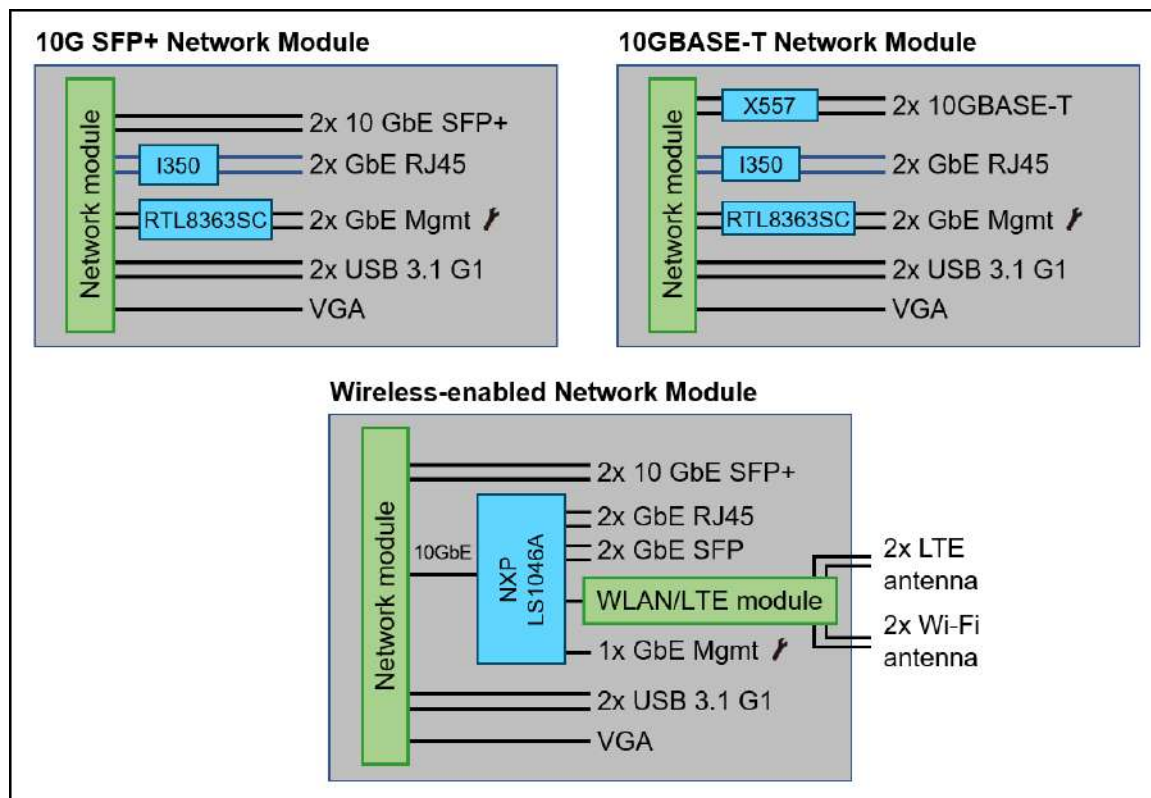 10G SFP+ Network Module
Network module
2x 10 GbE SFP+
I350
2x GbE RJ45
RTL8363SC
2x GbE Mgmt
2x USB 3.1 G1
VGA
10GBASE-T Network Module
Network module
X557
2x 10GBASE-T
I350
2x GbE RJ45
RTL8363SC
2x GbE Mgmt
2x USB 3.1 G1
VGA
Wireless-enabled Network Module
Network module
2x 10 GbE SFP+
10GbE
NXP
LS1046A
2x GbE RJ45
2x GbE SFP
WLAN/LTE module
1x GbE Mgmt
2x USB 3.1 G1
VGA
2x LTE
antenna
2x Wi-Fi
antenna